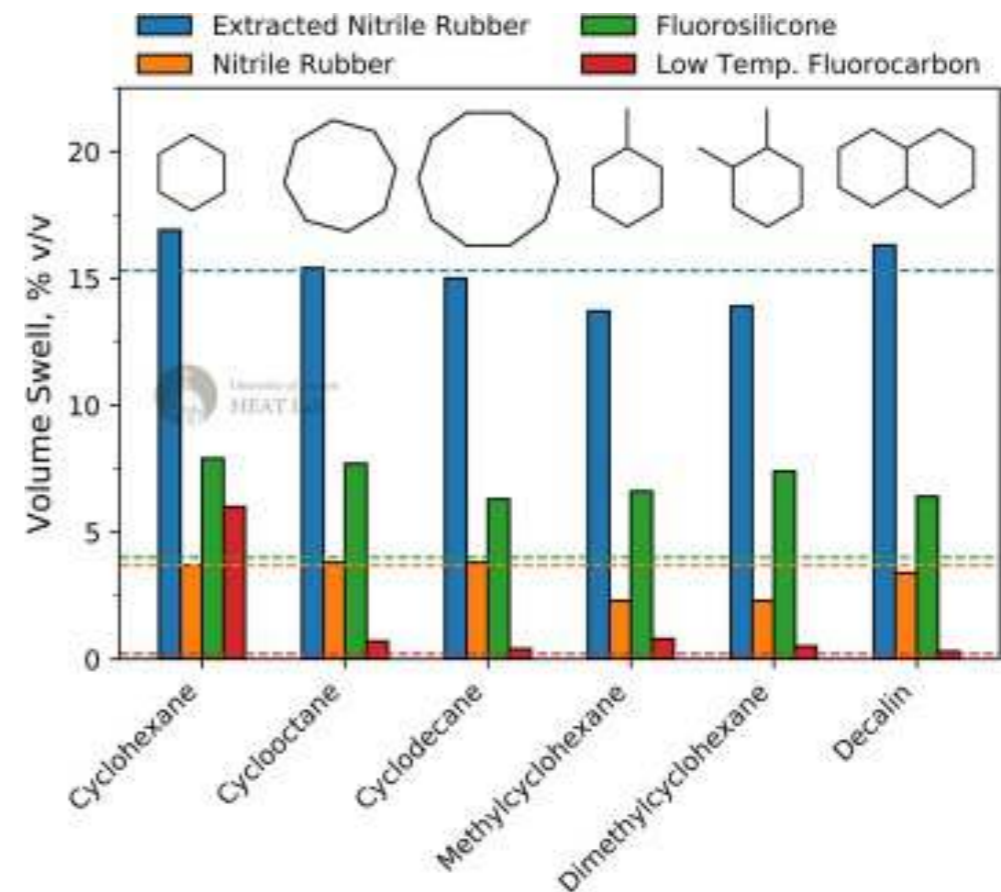 Extracted Nitrile Rubber
Nitrile Rubber
Fluorosilicone
Low Temp. Fluorocarbon
Volume Swell, % v/v
20
15
10
5
0
HEAT
Cyclohexane
Cyclooctane
Cyclodecane
Methylcyclohexane
Dimethylcyclohexane
Decalin